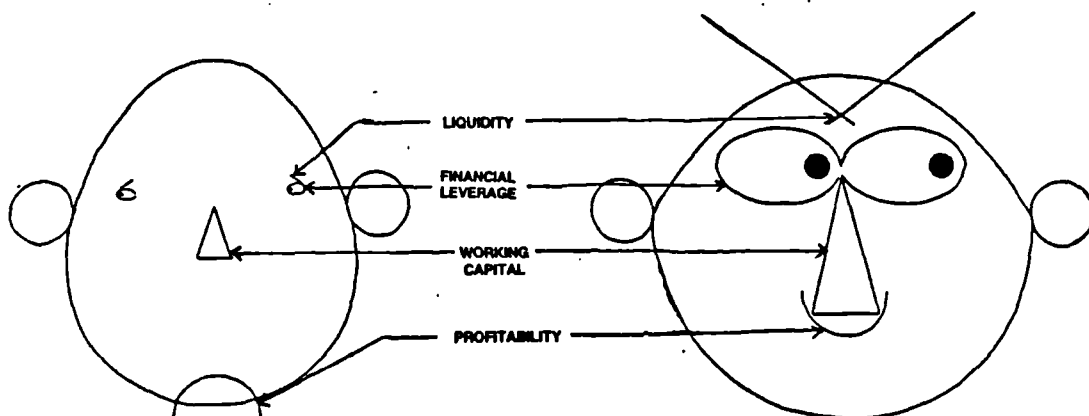 LIQUIDITY
FINANCIAL
LEVERAGE
WORKING
CAPITAL
PROFITABILITY